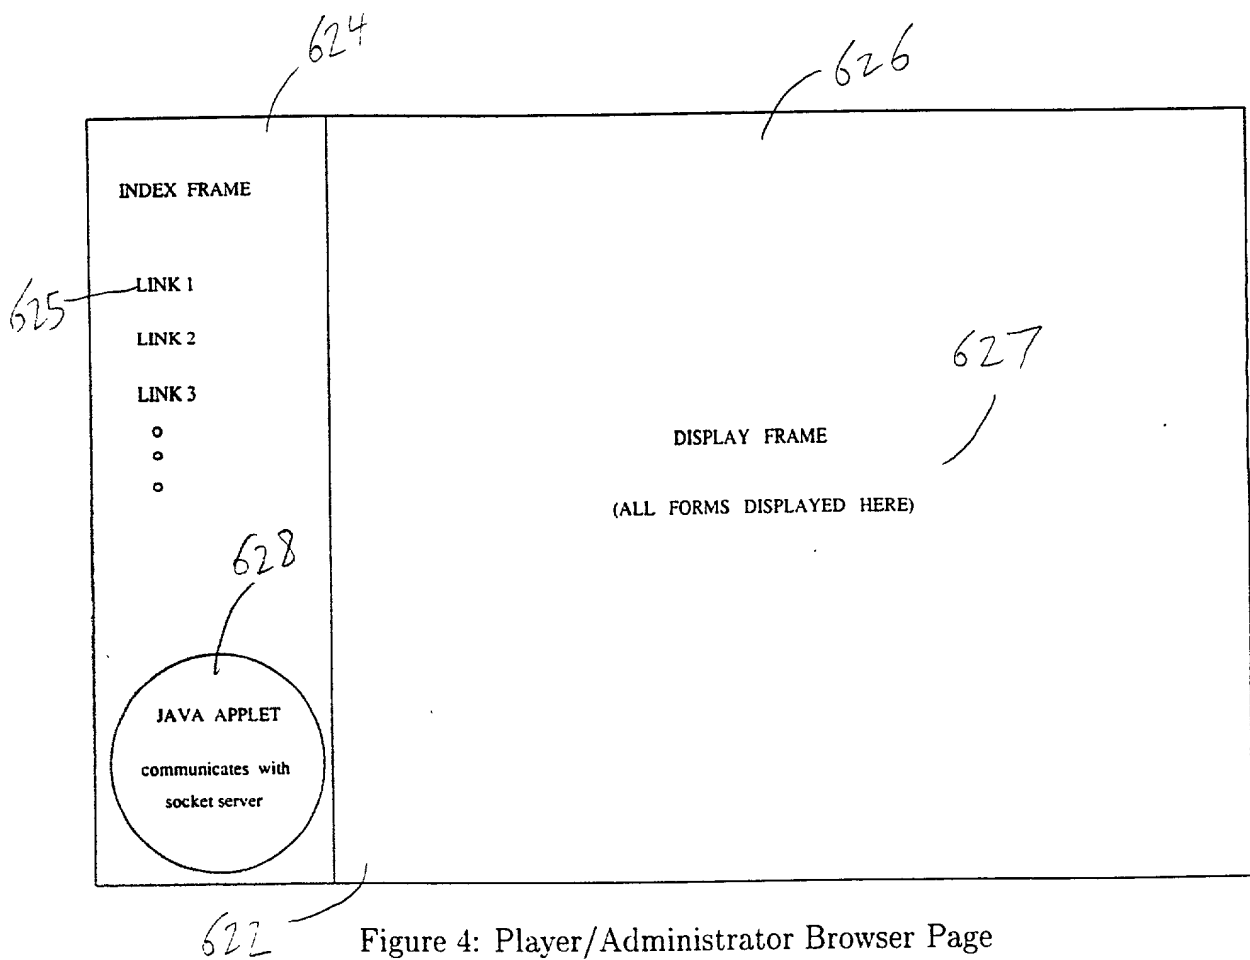 624
626
INDEX FRAME
625
LINK 1
LINK 2
LINK 3
627
DISPLAY FRAME
(ALL FORMS DISPLAYED HERE)
628
JAVA APPLET
communicates with
socket server
622
Figure 4: Player/Administrator Browser Page